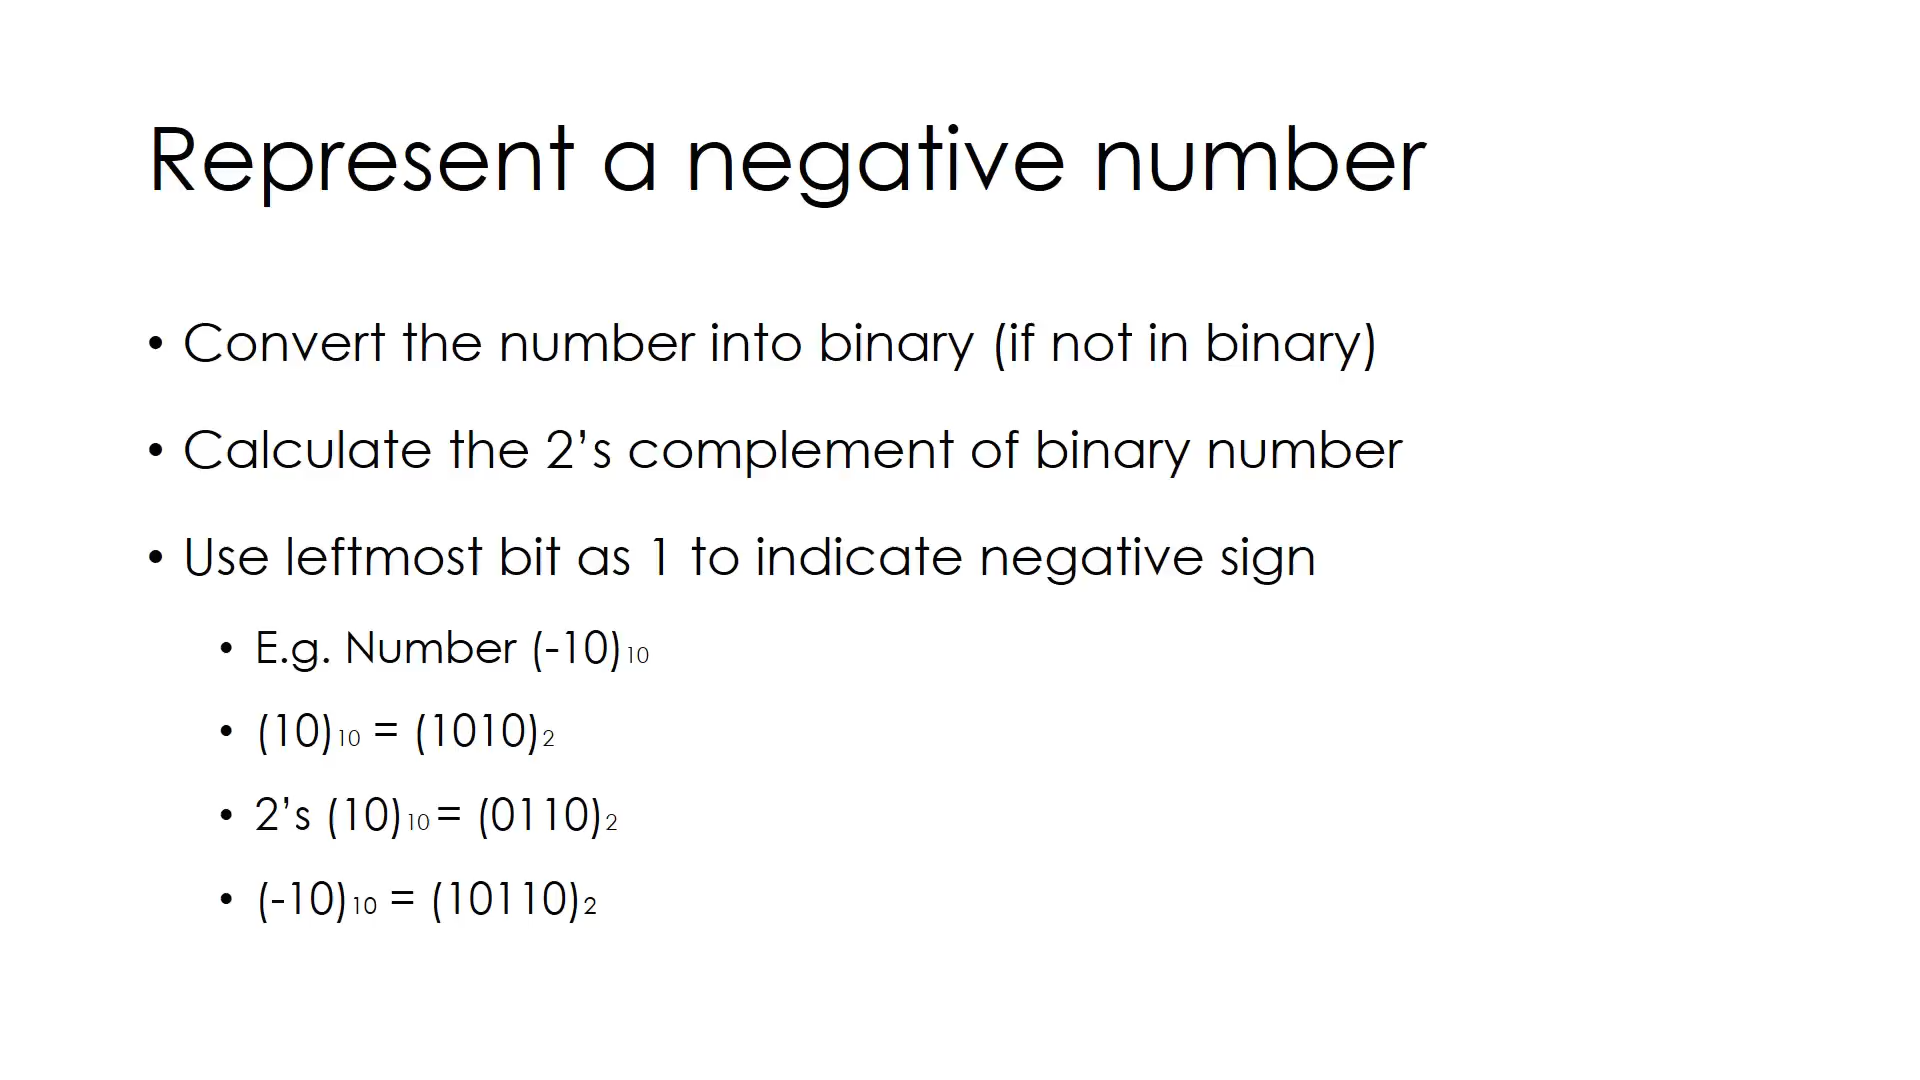 Represent a negative number
• Convert the number into binary (if not in binary)
• Calculate the 2’s complement of binary number
• Use leftmost bit as 1 to indicate negative sign
• E.g. Number (-10)10
• (10)10 = (1010)2
• 2’s (10)10 = (0110)2
• (-10)10 = (10110)2